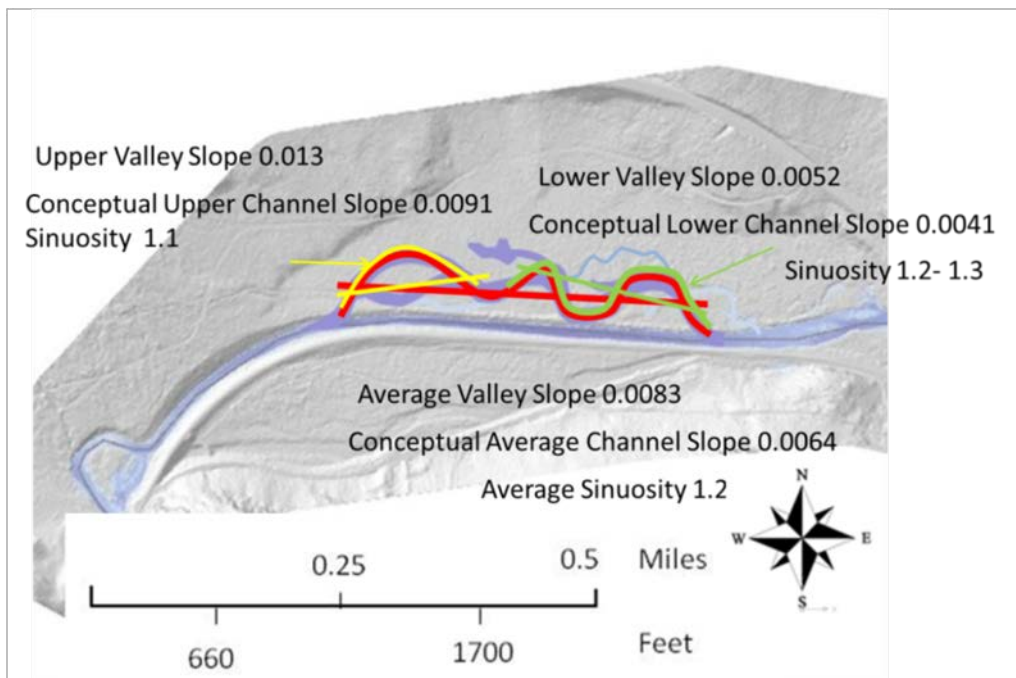 Upper Valley Slope 0.013
Conceptual Upper Channel Slope 0.0091
Sinuosity 1.1
Lower Valley Slope 0.0052
Conceptual Lower Channel Slope 0.0041
Sinuosity 1.2- 1.3
Average Valley Slope 0.0083
Conceptual Average Channel Slope 0.0064
Average Sinuosity 1.2
N
W E
S
0.25 0.5 Miles
660 1700 Feet